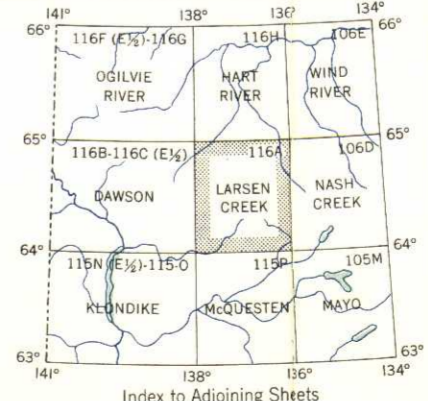 141° 138° 136° 134°
66° 116F (E½)-116G 116H 106E 66°
OGILVIE RIVER HART RIVER WIND RIVER
65° 65°
116B-116C (E½) 116A 106D
DAWSON LARSEN CREEK NASH CREEK
64° 64°
115N (E½)-115-O 115P 105M
KLONDIKE McQUESTEN MAYO
63° 63°
141° 138° 136° 134°
Index to Adjoining Sheets